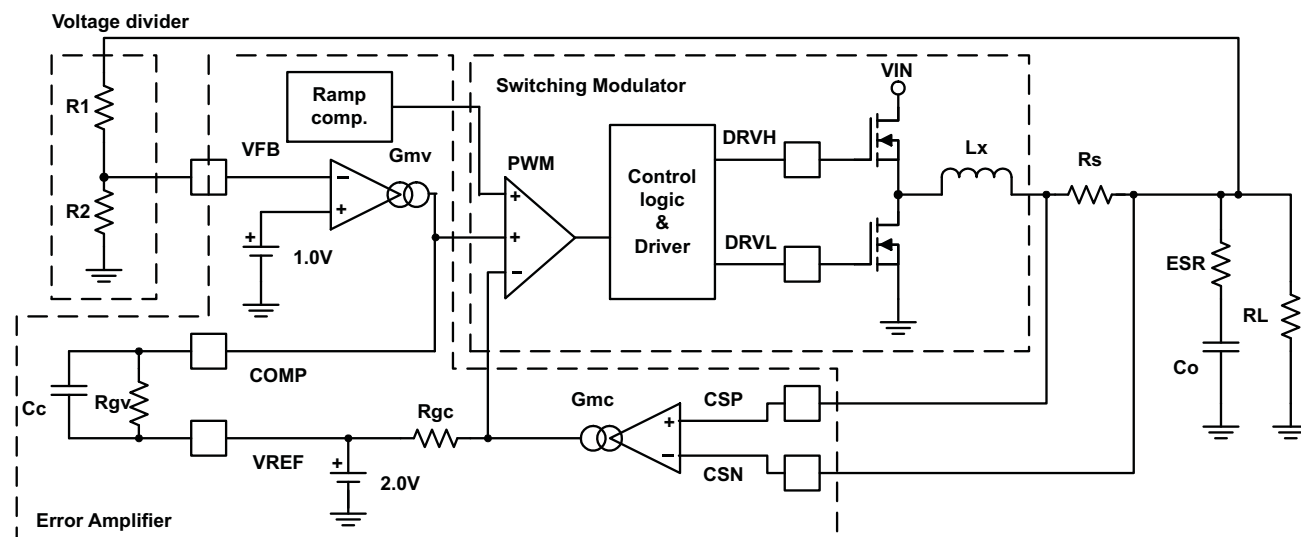 Voltage divider
R1
R2
VFB
Ramp
comp.
Gmv
1.0V
+
−
+
Switching Modulator
PWM
+
+
−
Control
logic
&
Driver
DRVH
DRVL
VIN
Lx
Rs
ESR
Co
RL
COMP
Cc
Rgv
VREF
Rgc
+
2.0V
Gmc
+
−
CSP
CSN
Error Amplifier